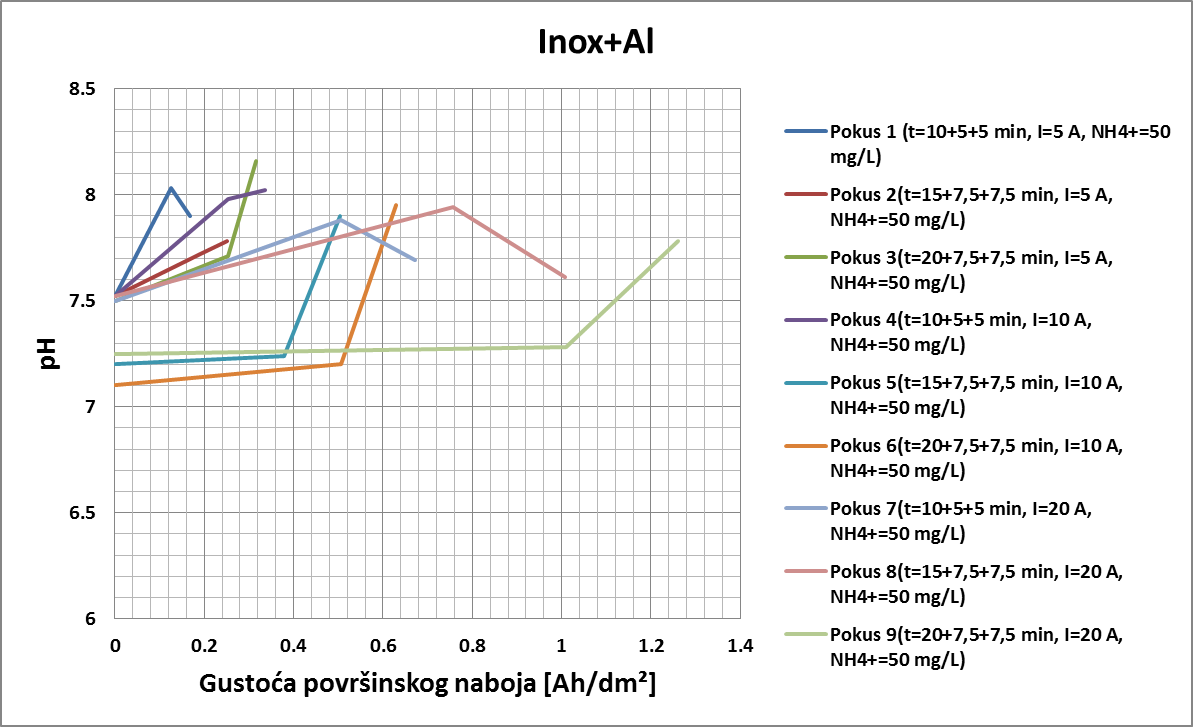 Inox+Al
8.5
8
7.5
7
6.5
6
pH
0
0.2
0.4
0.6
0.8
1
1.2
1.4
Gustoća površinskog naboja [Ah/dm²]
Pokus 1 (t=10+5+5 min, I=5 A, NH4+=50
mg/L)
Pokus 2(t=15+7,5+7,5 min, I=5 A,
NH4+=50 mg/L)
Pokus 3(t=20+7,5+7,5 min, I=5 A,
NH4+=50 mg/L)
Pokus 4(t=10+5+5 min, I=10 A,
NH4+=50 mg/L)
Pokus 5(t=15+7,5+7,5 min, I=10 A,
NH4+=50 mg/L)
Pokus 6(t=20+7,5+7,5 min, I=10 A,
NH4+=50 mg/L)
Pokus 7(t=10+5+5 min, I=20 A,
NH4+=50 mg/L)
Pokus 8(t=15+7,5+7,5 min, I=20 A,
NH4+=50 mg/L)
Pokus 9(t=20+7,5+7,5 min, I=20 A,
NH4+=50 mg/L)